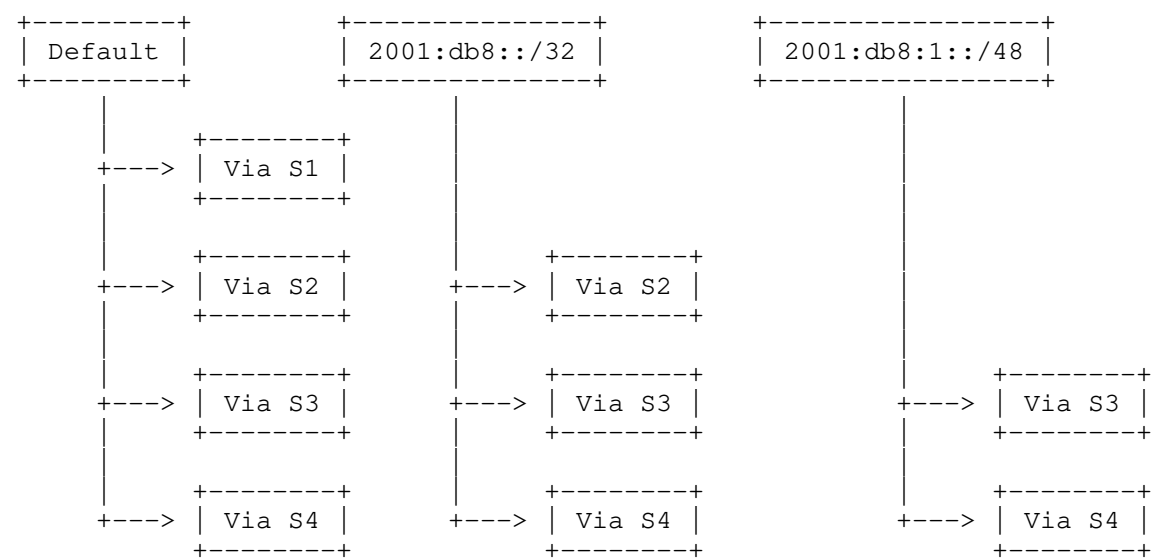 Default 2001:db8::/32 2001:db8:1::/48
Via S1
Via S2 Via S2
Via S3 Via S3 Via S3
Via S4 Via S4 Via S4